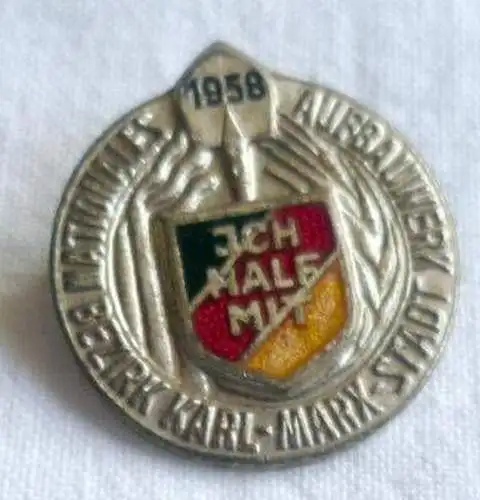 1958
NATIONALES AUFBAUWERK
BEZIRK KARL-MARX-STADT
ICH
HALF
MIT